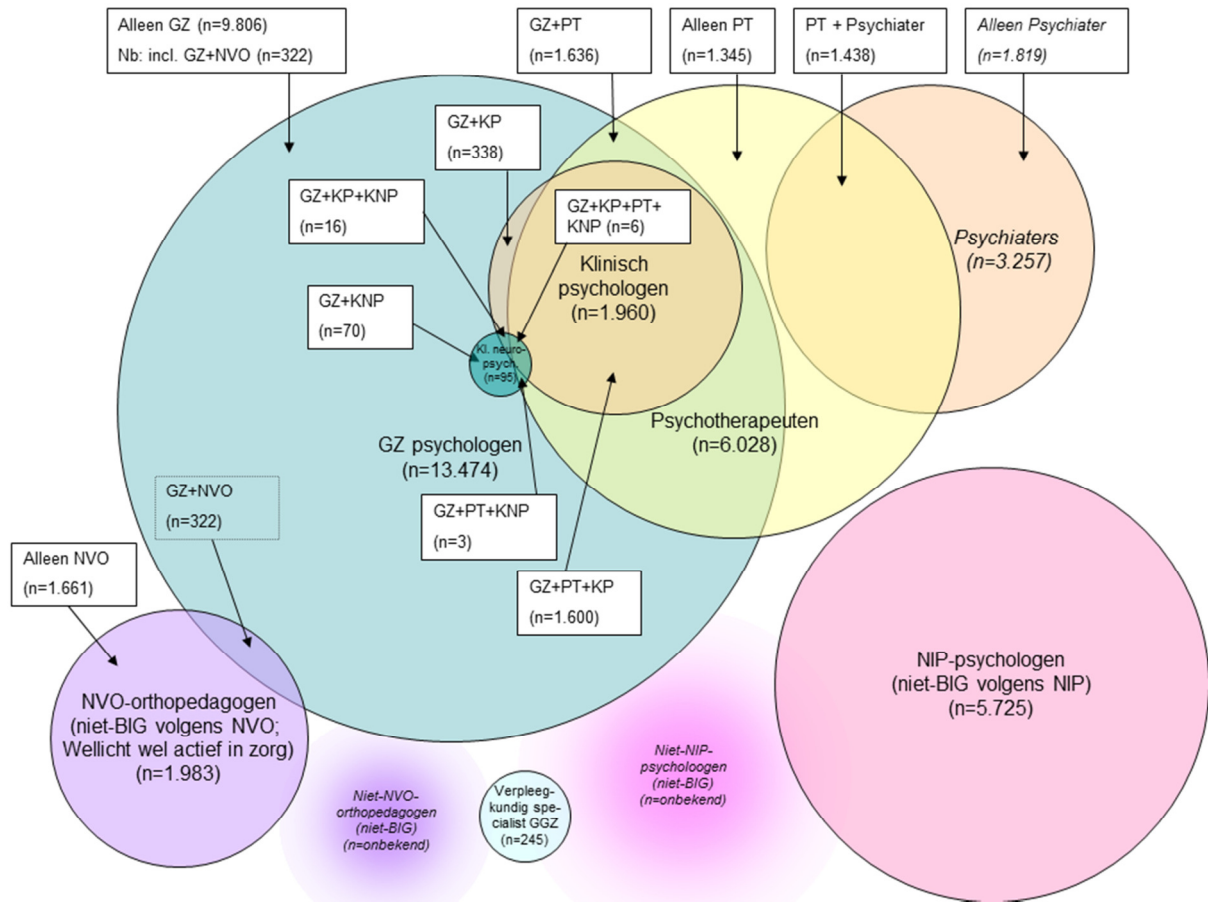 Alleen GZ (n=9.806)
Nb: incl. GZ+NVO (n=322)
GZ+PT
(n=1.636)
Alleen PT
(n=1.345)
PT + Psychiater
(n=1.438)
Alleen Psychiater
(n=1.819)
GZ+KP
(n=338)
GZ+KP+KNP
(n=16)
GZ+KP+PT+
KNP (n=6)
Psychiaters
(n=3.257)
Klinisch
psychologen
(n=1.960)
GZ+KNP
(n=70)
Kl. neuro-
psych.
(n=95)
Psychotherapeuten
(n=6.028)
GZ psychologen
(n=13.474)
GZ+NVO
(n=322)
GZ+PT+KNP
(n=3)
Alleen NVO
(n=1.661)
GZ+PT+KP
(n=1.600)
NVO-orthopedagogen
(niet-BIG volgens NVO;
Wellicht wel actief in zorg)
(n=1.983)
NIP-psychologen
(niet-BIG volgens NIP)
(n=5.725)
Niet-NVO-
orthopedagogen
(niet-BIG)
(n=onbekend)
Verpleeg-
kundig spe-
cialist GGZ
(n=245)
Niet-NIP-
psycholoogen
(niet-BIG)
(n=onbekend)